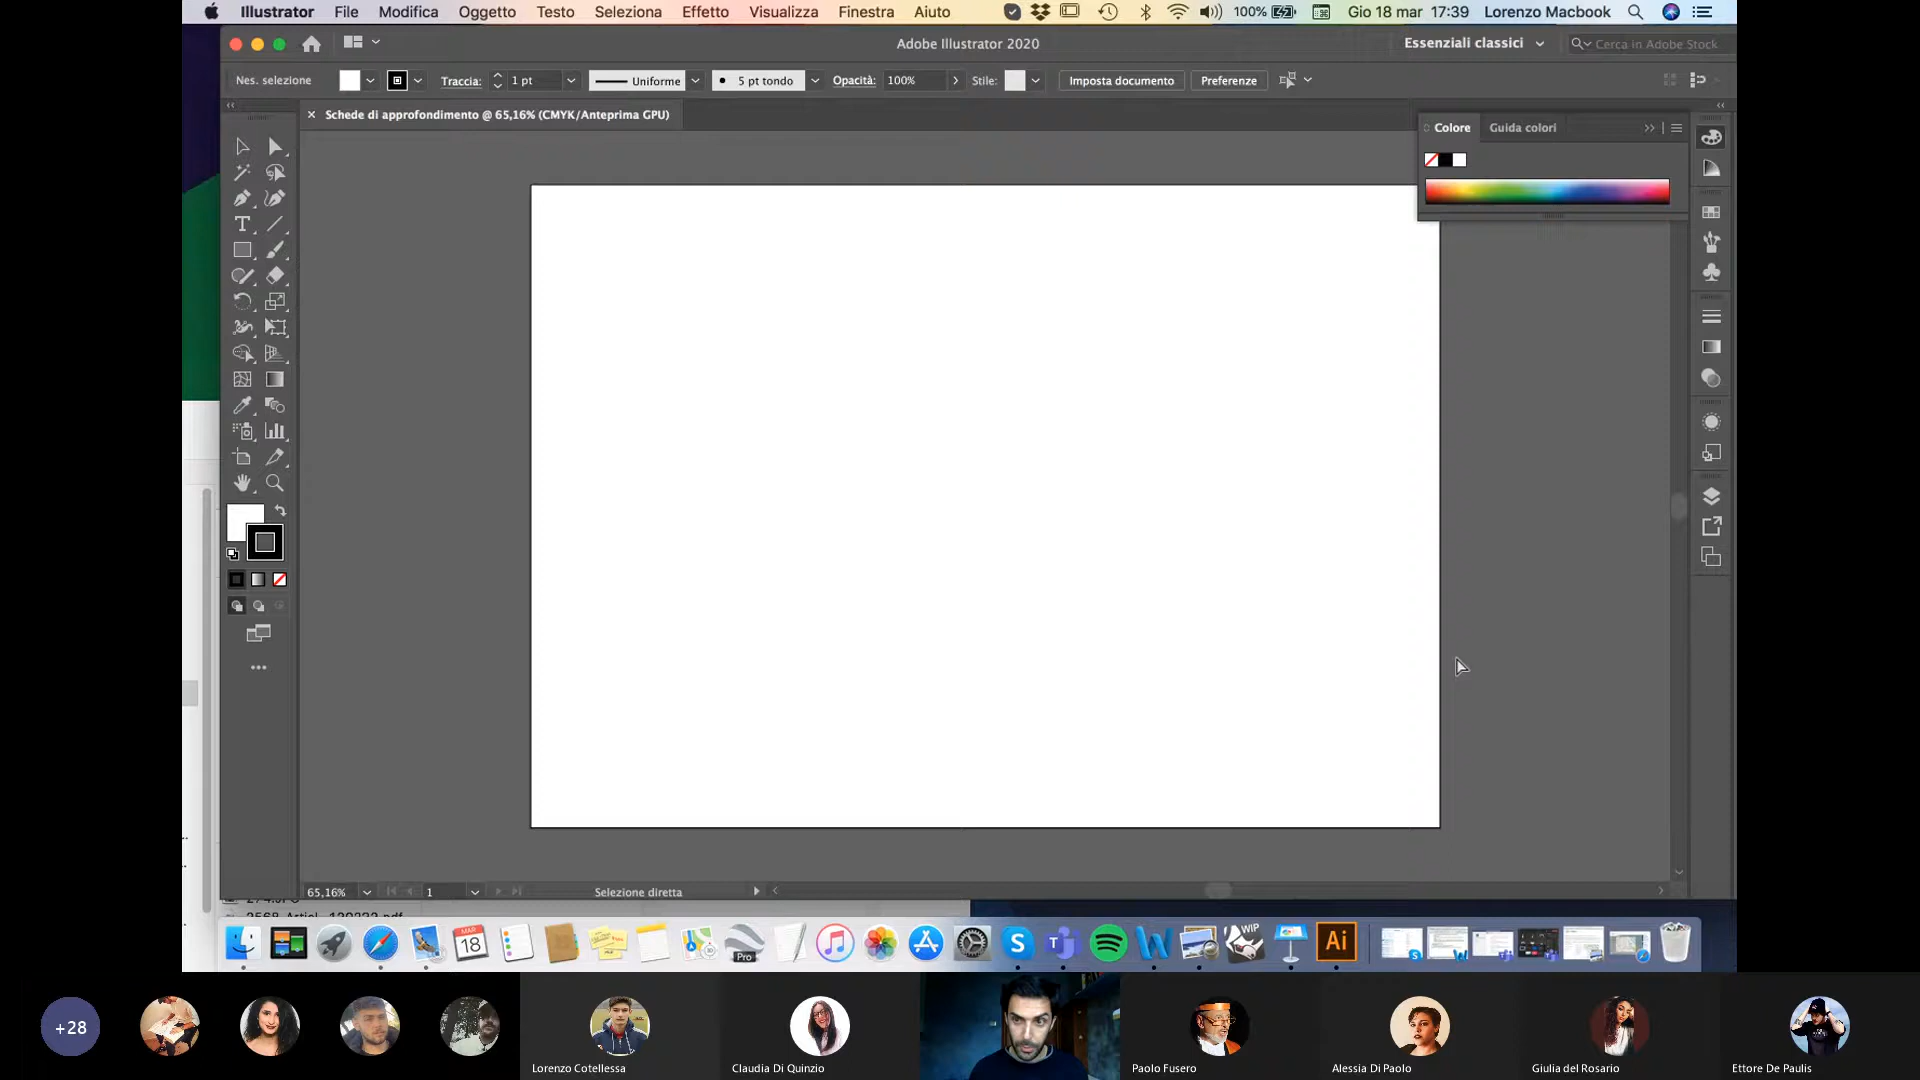 Illustrator File Modifica Oggetto Testo Seleziona Effetto Visualizza Finestra Aiuto 100% Gio 18 mar 17:39 Lorenzo Macbook
Adobe Illustrator 2020 Essenziali classici Cerca in Adobe Stock
Nes. selezione Traccia: 1 pt Uniforme 5 pt tondo Opacità: 100% Stile: Imposta documento Preferenze
× Schede di approfondimento @ 65,16% (CMYK/Anteprima GPU)
Colore Guida colori
65,16% 1 Selezione diretta
MAR
18
Pro
WIP
Ai
+28
Lorenzo Cotellessa
Claudia Di Quinzio
Paolo Fusero
Alessia Di Paolo
Giulia del Rosario
Ettore De Paulis